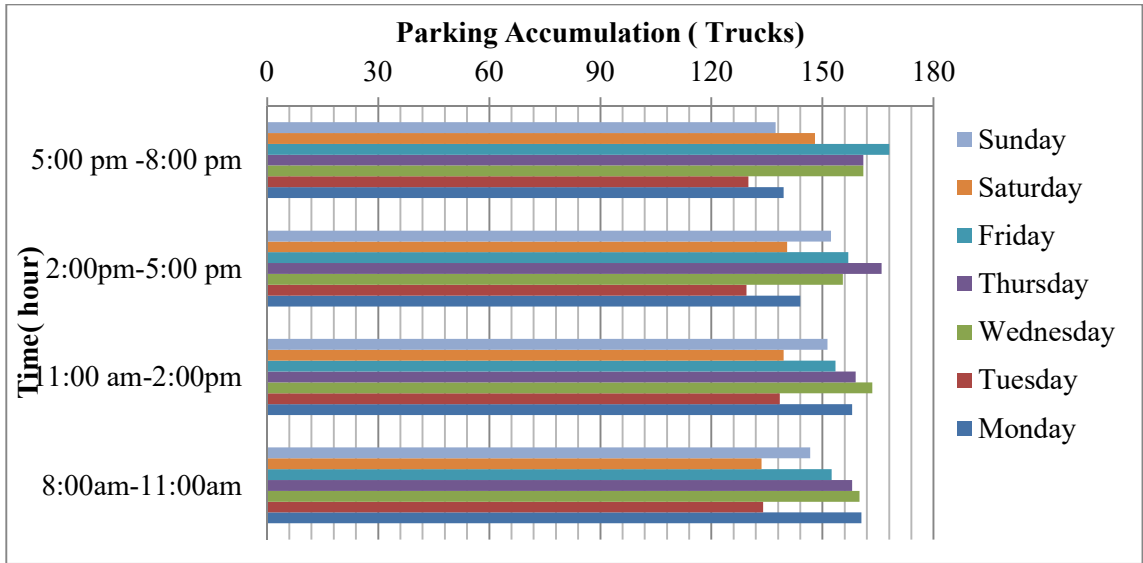 Parking Accumulation ( Trucks)
0 30 60 90 120 150 180
Time( hour)
5:00 pm -8:00 pm
2:00pm-5:00 pm
11:00 am-2:00pm
8:00am-11:00am
Sunday
Saturday
Friday
Thursday
Wednesday
Tuesday
Monday